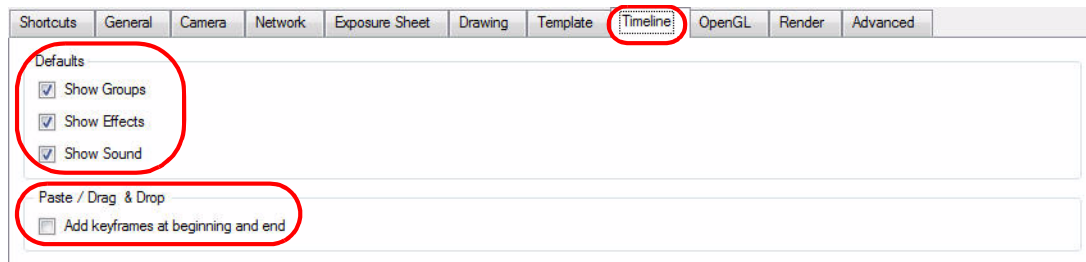 Shortcuts General Camera Network Exposure Sheet Drawing Template Timeline OpenGL Render Advanced
Defaults
Show Groups
Show Effects
Show Sound
Paste / Drag & Drop
Add keyframes at beginning and end